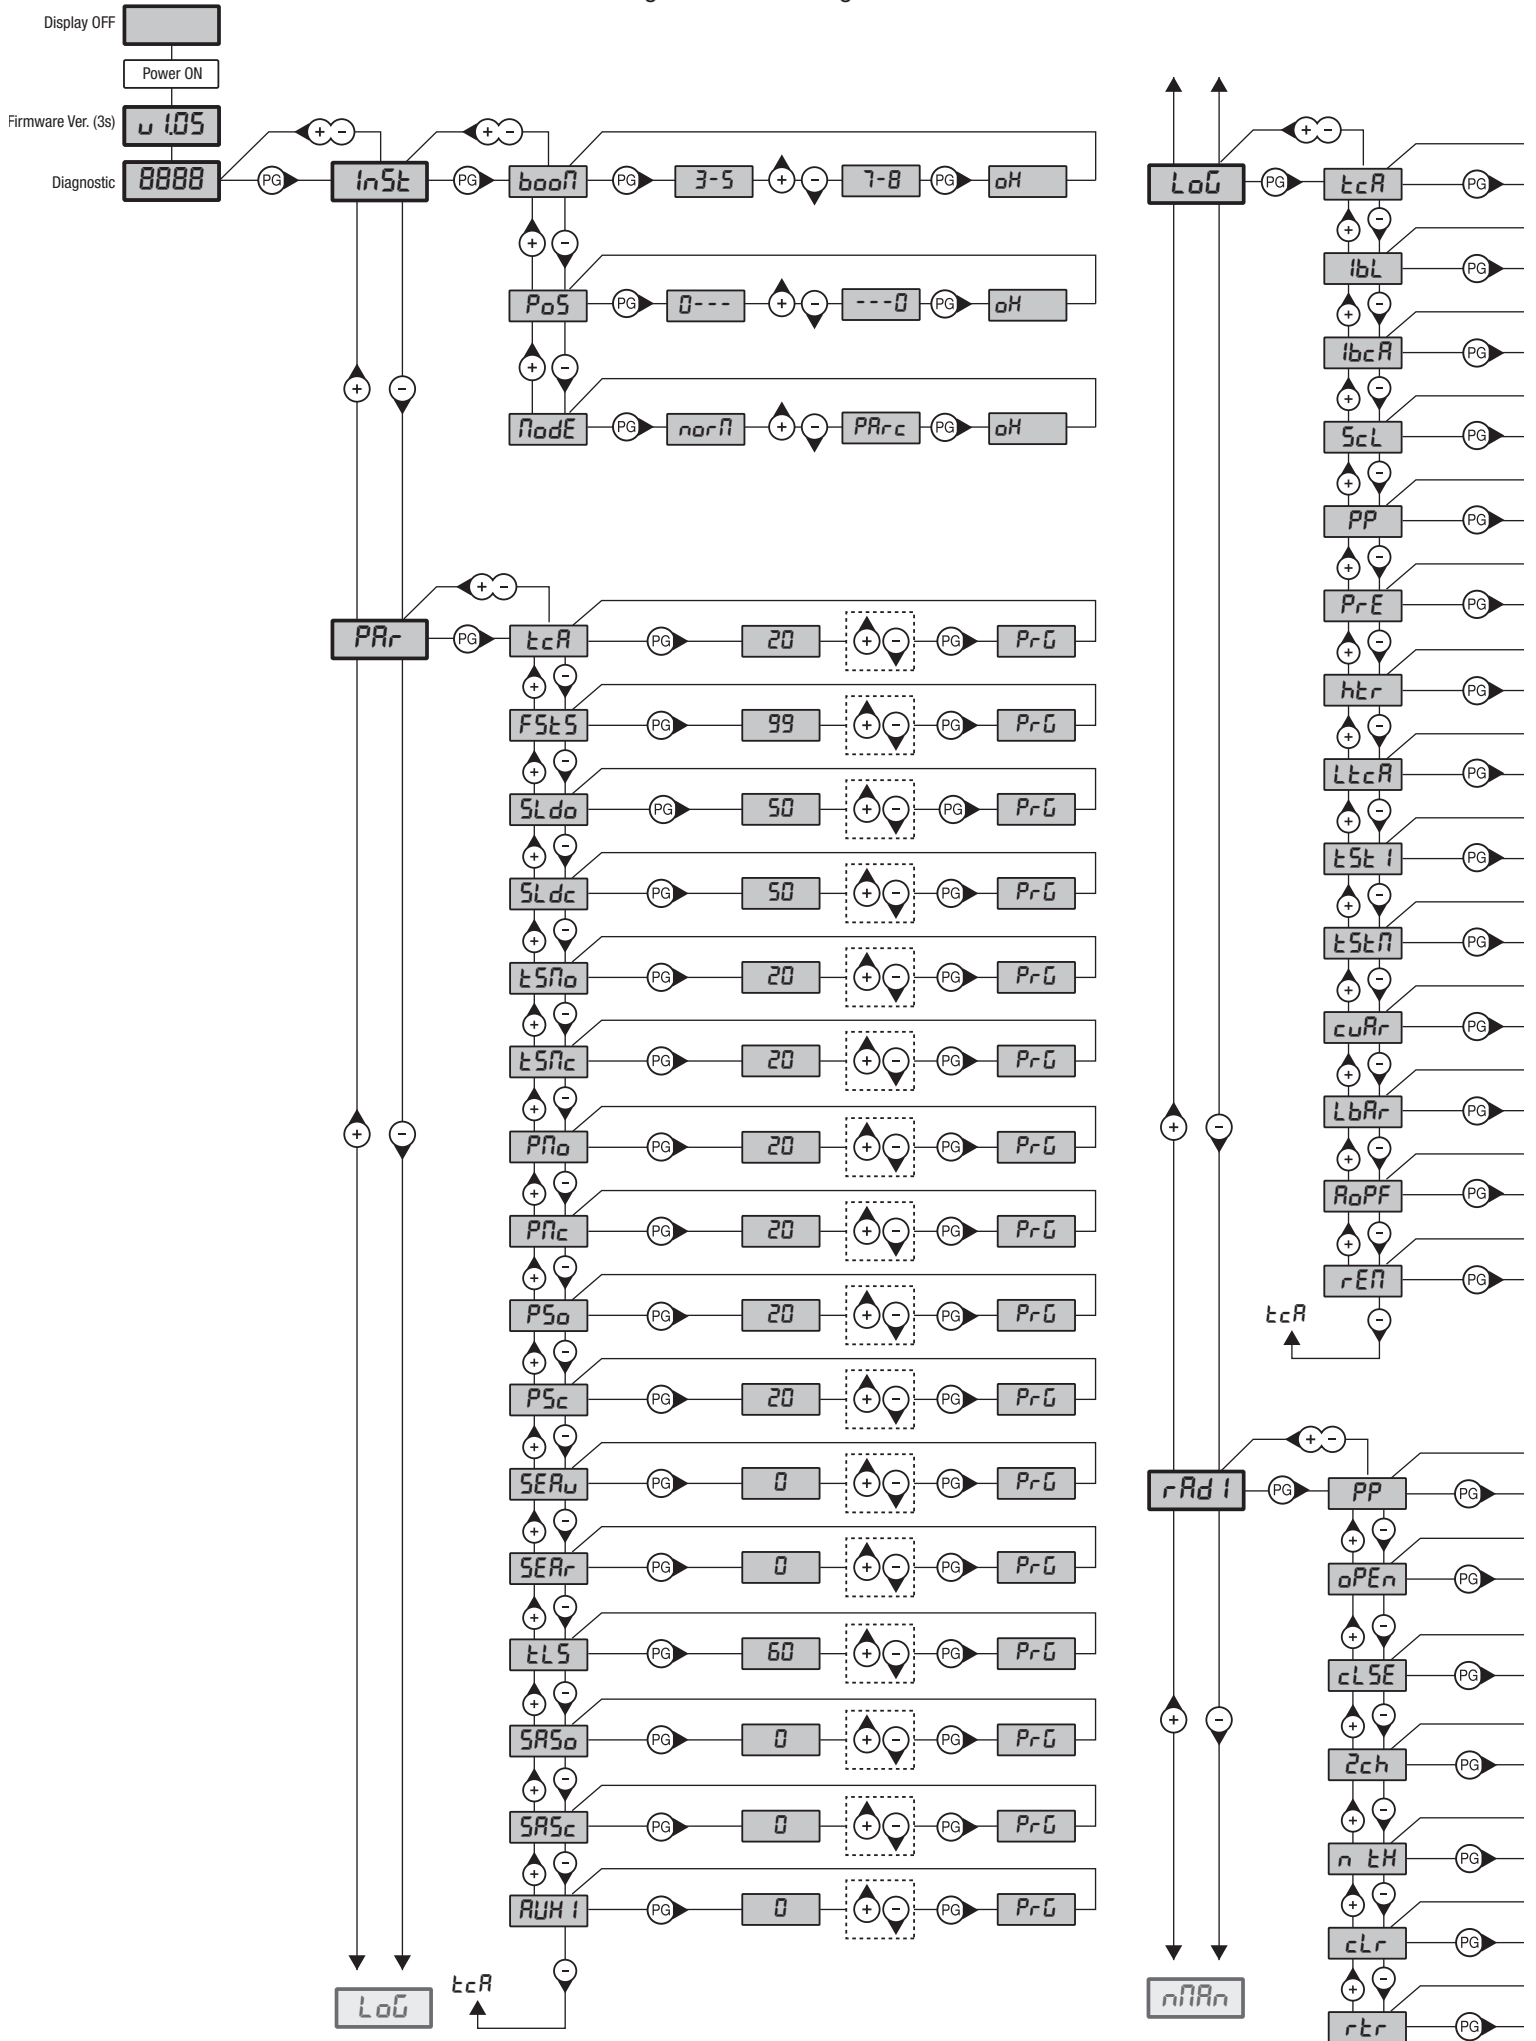 Display OFF
Power ON
Firmware Ver. (3s)
u 1.05
Diagnostic
8888
PG
InSt
+ -
PG
booM
+ -
PG
3-5
+ -
7-8
PG
oH
+ -
PoS
PG
0---
+ -
---0
PG
oH
+ -
ModE
PG
norM
+ -
PArc
PG
oH
+ -
PAr
+ -
PG
tcA
PG
20
+ -
PG
PrG
+ -
FStS
PG
99
+ -
PG
PrG
+ -
SLdo
PG
50
+ -
PG
PrG
+ -
SLdc
PG
50
+ -
PG
PrG
+ -
tSMo
PG
20
+ -
PG
PrG
+ -
tSMc
PG
20
+ -
PG
PrG
+ -
PMo
PG
20
+ -
PG
PrG
+ -
PMc
PG
20
+ -
PG
PrG
+ -
PSo
PG
20
+ -
PG
PrG
+ -
PSc
PG
20
+ -
PG
PrG
+ -
SEAu
PG
0
+ -
PG
PrG
+ -
SEAr
PG
0
+ -
PG
PrG
+ -
tLS
PG
60
+ -
PG
PrG
+ -
SASo
PG
0
+ -
PG
PrG
+ -
SASc
PG
0
+ -
PG
PrG
+ -
AUH1
PG
0
+ -
PG
PrG
-
tcA
+ -
LoG
LoG
PG
+ -
tcA
PG
+ -
IbL
PG
+ -
IbcA
PG
+ -
ScL
PG
+ -
PP
PG
+ -
PrE
PG
+ -
htr
PG
+ -
LtcA
PG
+ -
tSt1
PG
+ -
tStM
PG
+ -
cuAr
PG
+ -
LbAr
PG
+ -
AoPF
PG
+ -
rEM
PG
-
tcA
+ -
rAdI
PG
+ -
PP
PG
+ -
oPEn
PG
+ -
cLSE
PG
+ -
2ch
PG
+ -
n tH
PG
+ -
cLr
PG
+ -
rtr
PG
+ -
nMAn